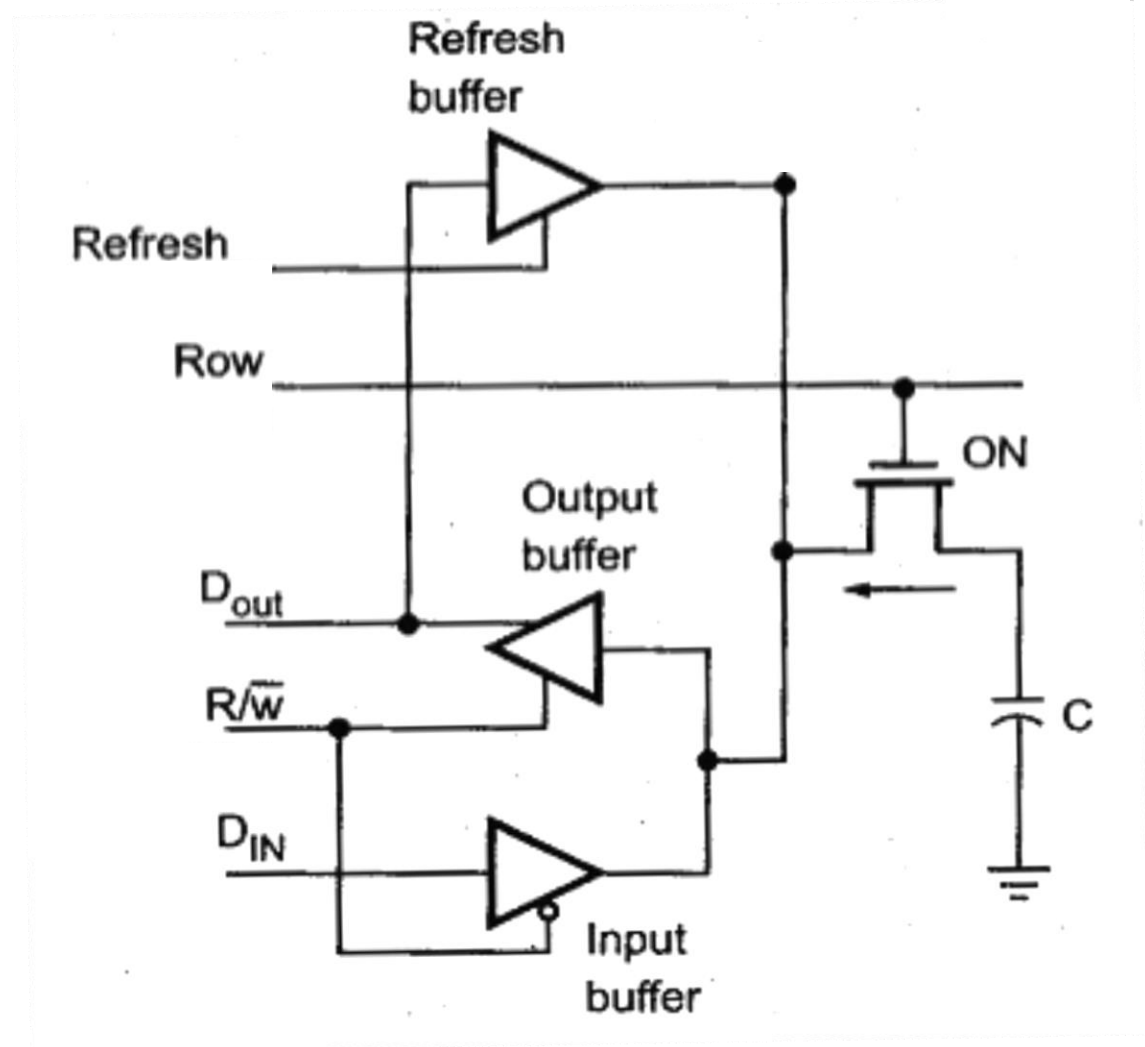 Refresh
buffer
Refresh
Row
ON
Output
buffer
Dout
R/w̅
C
DIN
Input
buffer